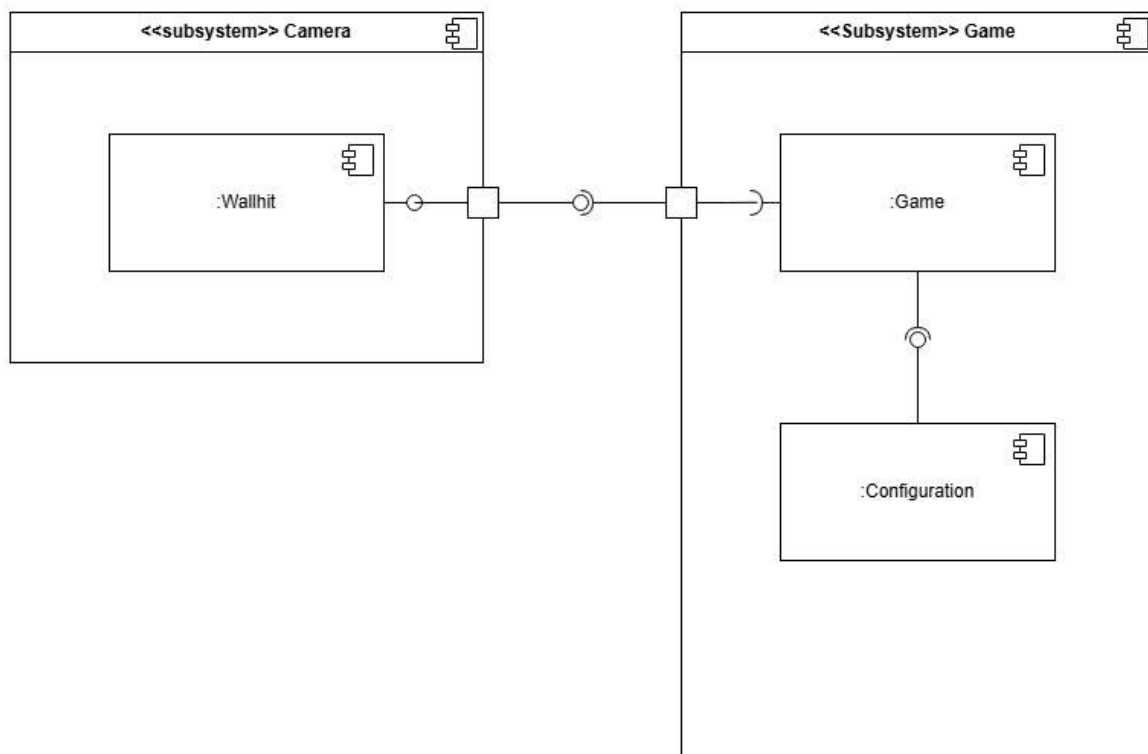 <<subsystem>> Camera
<<Subsystem>> Game
:Wallhit
:Game
:Configuration